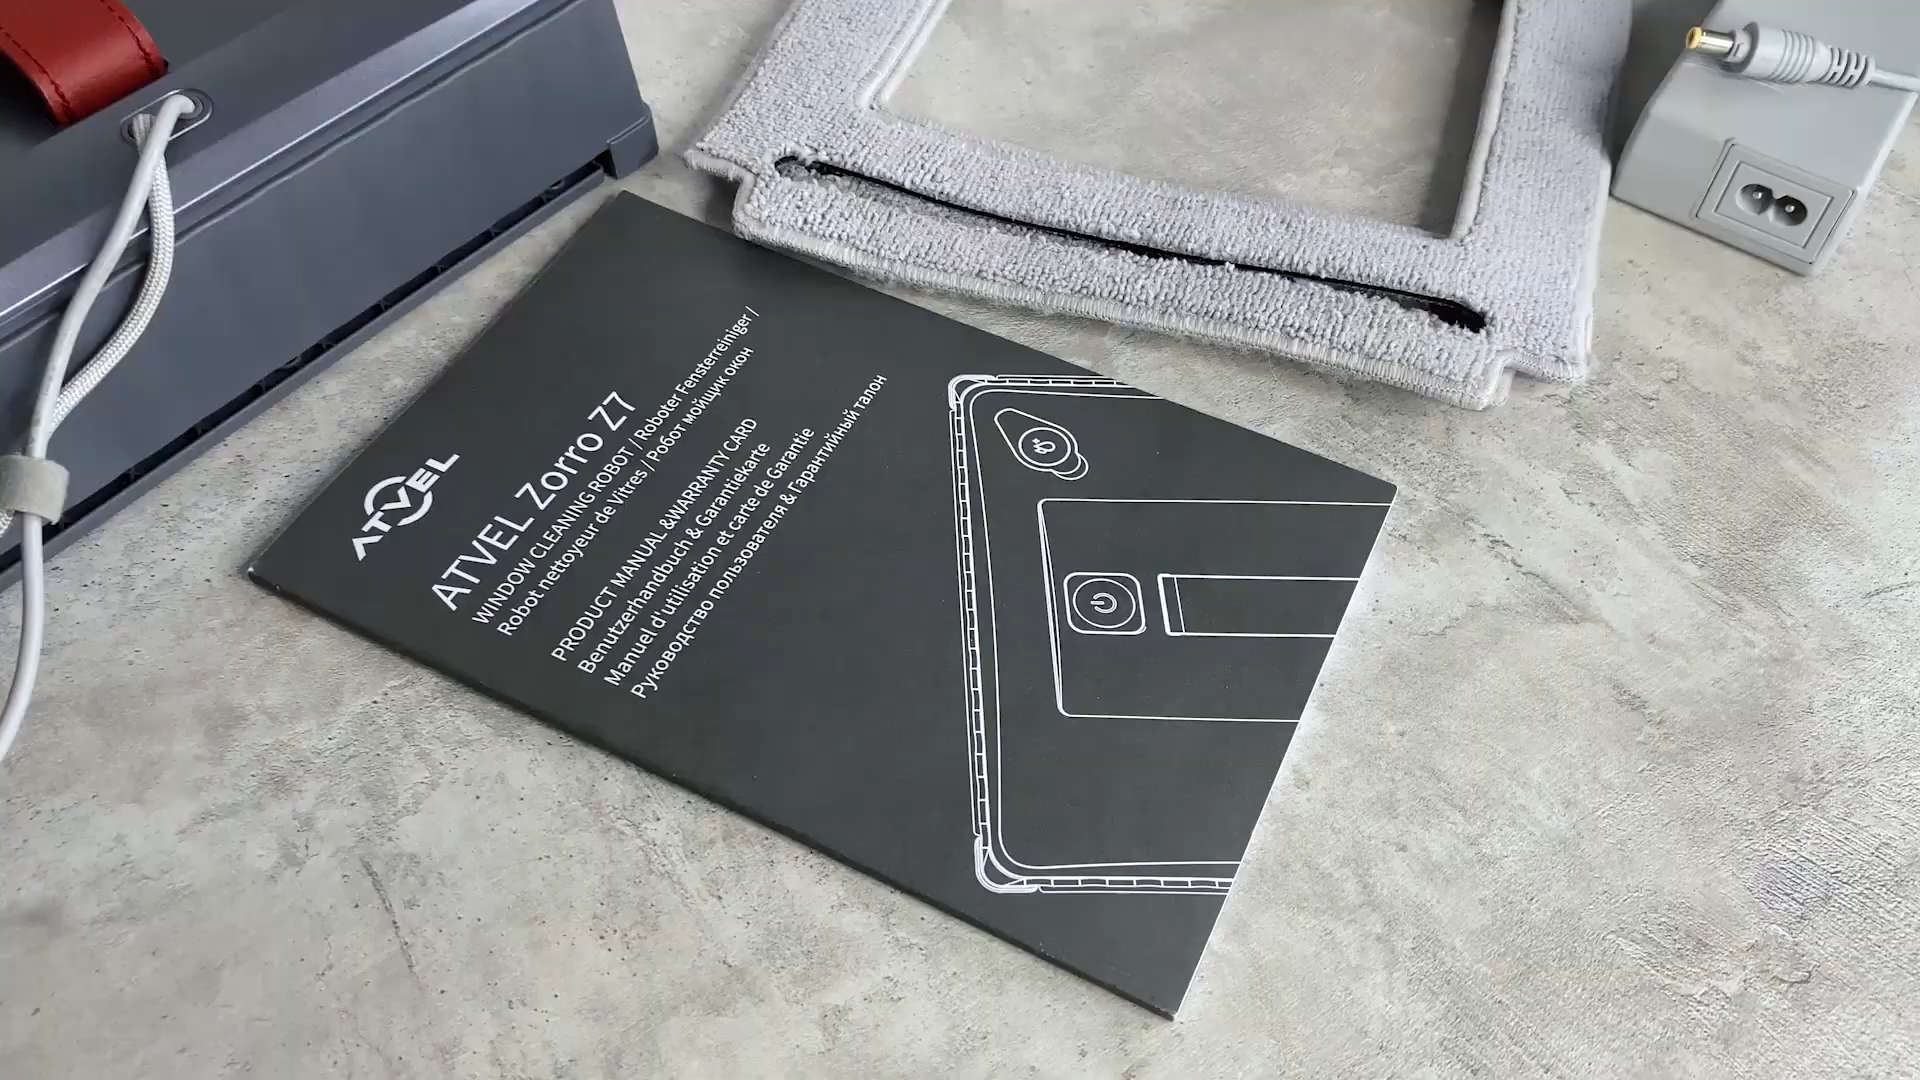 ATVEL
ATVEL Zorro Z7
WINDOW CLEANING ROBOT / Roboter Fensterreiniger /
Robot nettoyeur de Vitres / Робот мойщик окон
PRODUCT MANUAL &WARRANTY CARD
Benutzerhandbuch & Garantiekarte
Manuel d'utilisation et carte de Garantie
Руководство пользователя & Гарантийный талон